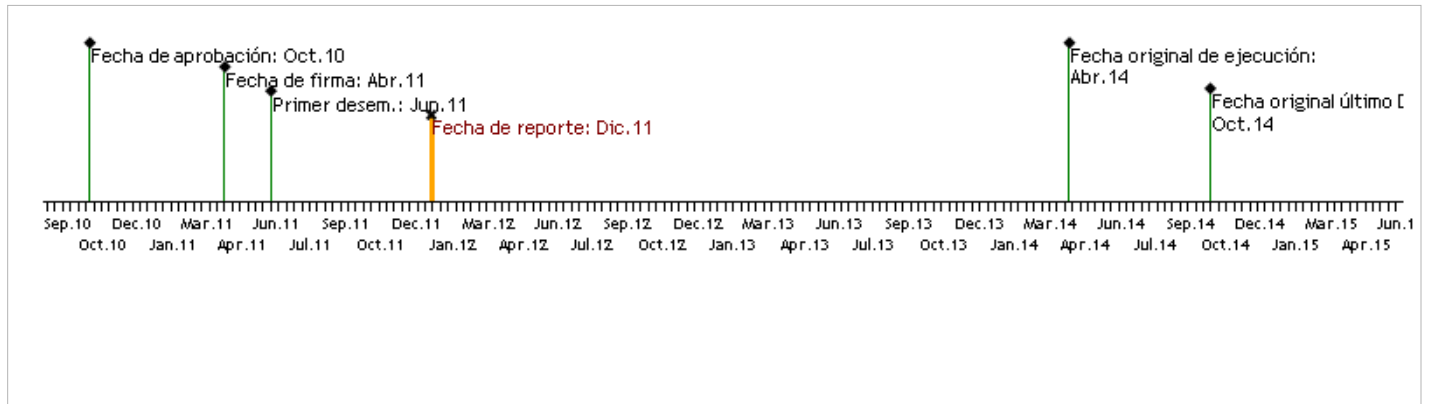 Fecha de aprobación: Oct.10
Fecha de firma: Abr.11
Primer desem.: Jun.11
Fecha de reporte: Dic.11
Fecha original de ejecución:
Abr.14
Fecha original último
Oct.14
Sep.10 Dec.10 Mar.11 Jun.11 Sep.11 Dec.11 Mar.12 Jun.12 Sep.12 Dec.12 Mar.13 Jun.13 Sep.13 Dec.13 Mar.14 Jun.14 Sep.14 Dec.14 Mar.15 Jun.1
Oct.10 Jan.11 Apr.11 Jul.11 Oct.11 Jan.12 Apr.12 Jul.12 Oct.12 Jan.13 Apr.13 Jul.13 Oct.13 Jan.14 Apr.14 Jul.14 Oct.14 Jan.15 Apr.15